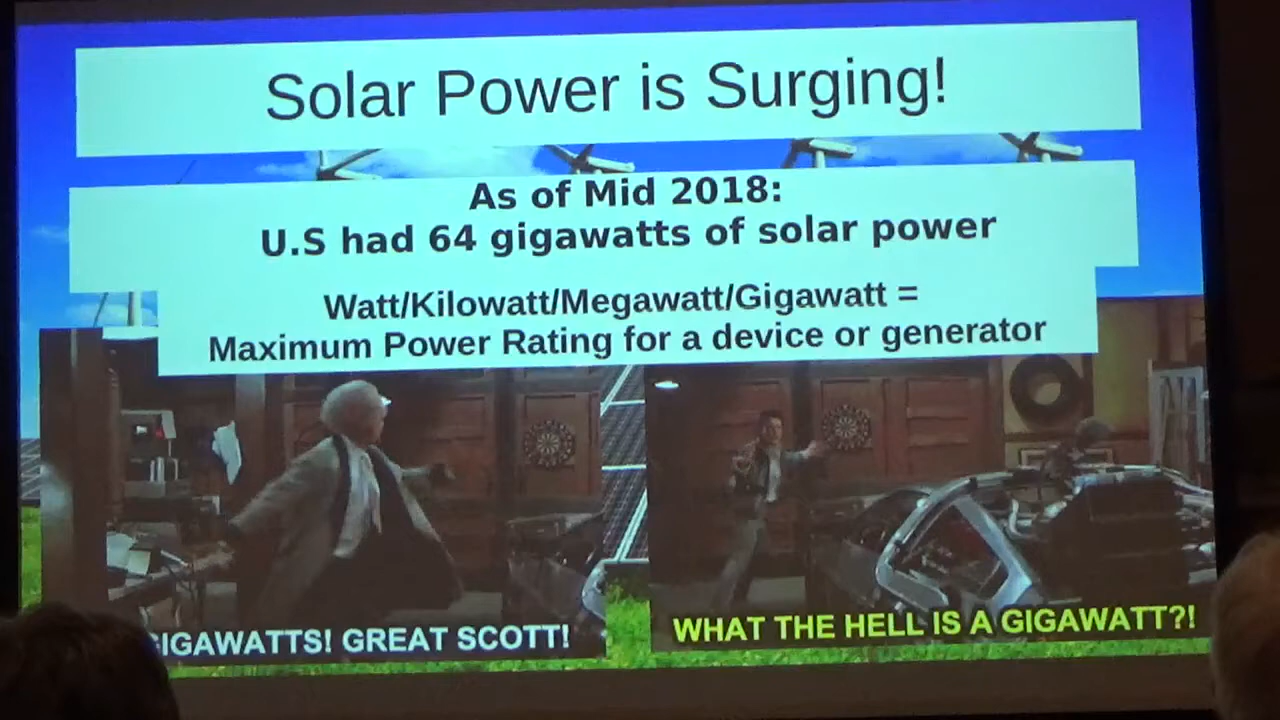 Solar Power is Surging!
As of Mid 2018:
U.S had 64 gigawatts of solar power
Watt/Kilowatt/Megawatt/Gigawatt =
Maximum Power Rating for a device or generator
IGAWATTS! GREAT SCOTT!
WHAT THE HELL IS A GIGAWATT?!